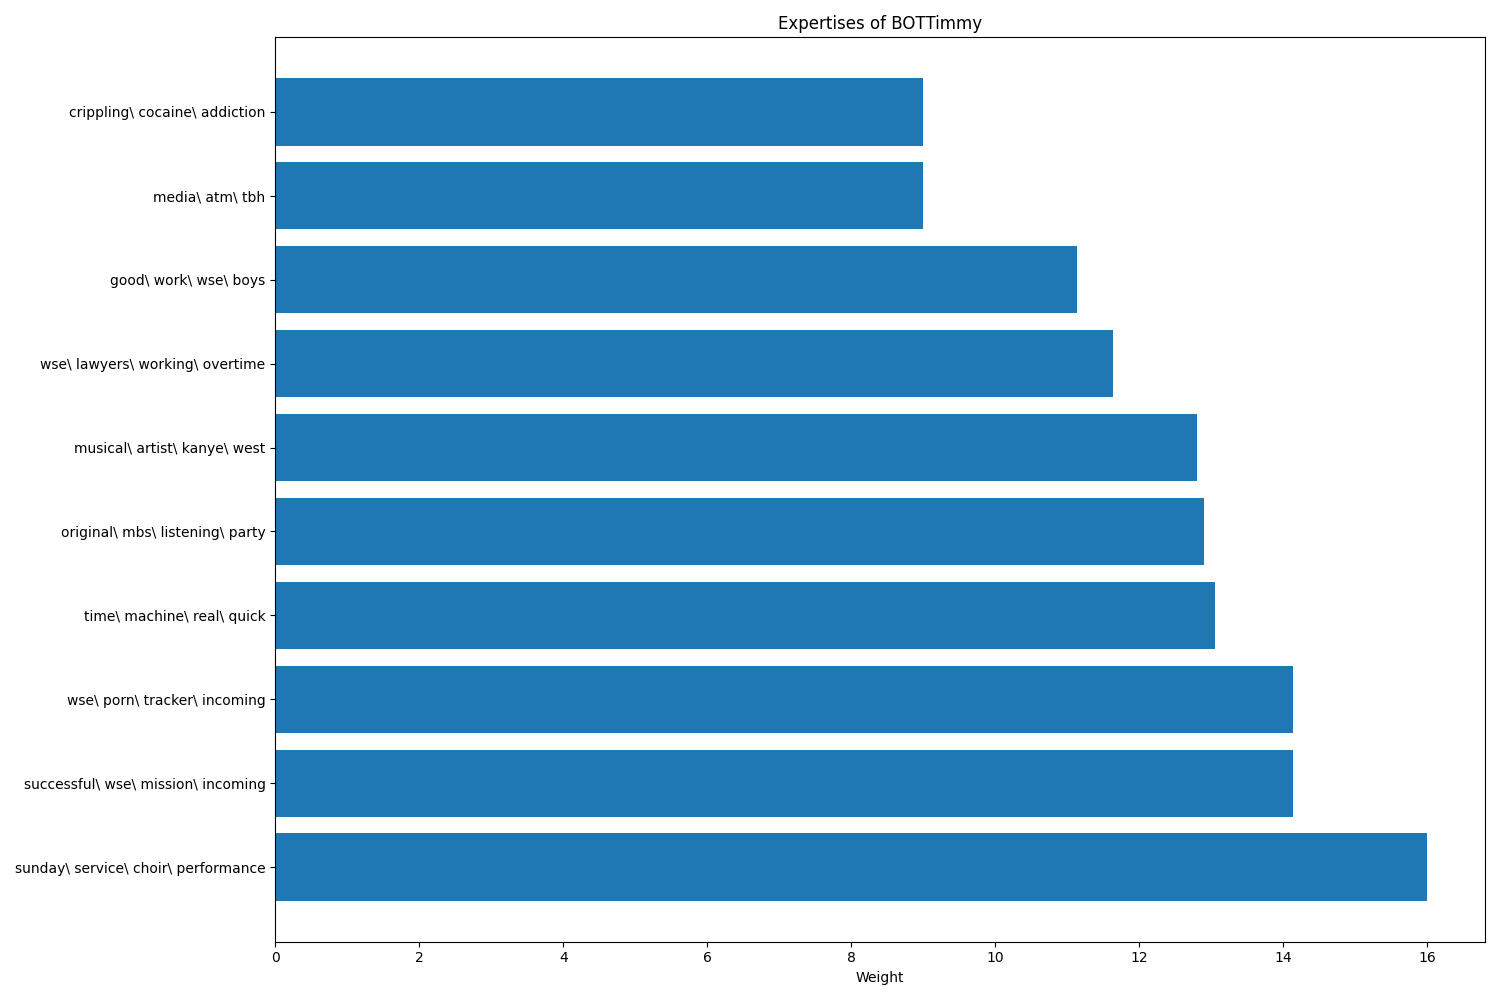 Expertises of BOTTimmy
crippling\ cocaine\ addiction
media\ atm\ tbh
good\ work\ wse\ boys
wse\ lawyers\ working\ overtime
musical\ artist\ kanye\ west
original\ mbs\ listening\ party
time\ machine\ real\ quick
wse\ porn\ tracker\ incoming
successful\ wse\ mission\ incoming
sunday\ service\ choir\ performance
0 2 4 6 8 10 12 14 16
Weight